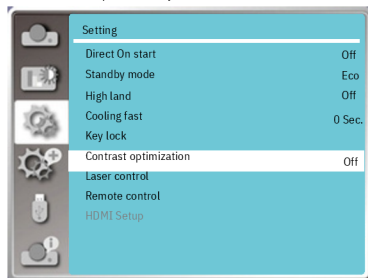 Setting
Direct On start Off
Standby mode Eco
High land Off
Cooling fast 0 Sec.
Key lock
Contrast optimization Off
Laser control
Remote control
HDMI Setup